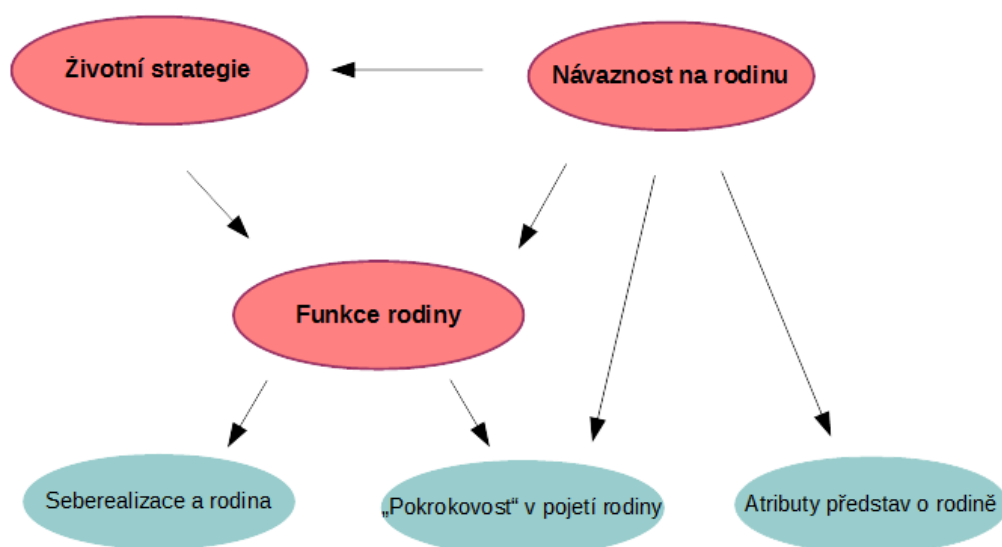 Životní strategie
Návaznost na rodinu
Funkce rodiny
Seberealizace a rodina
„Pokrokovost“ v pojetí rodiny
Atributy představ o rodině